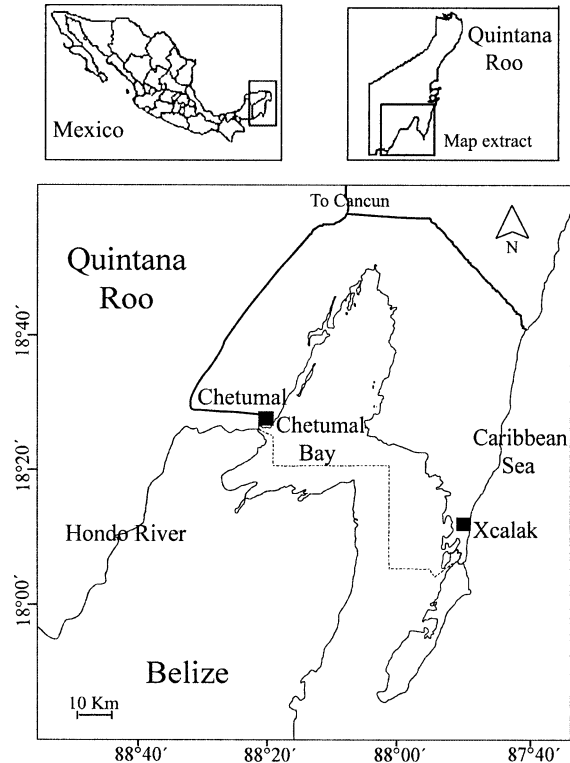 Mexico
Quintana
Roo
Map extract
To Cancun
N
Quintana
Roo
18°40´
Chetumal
Chetumal
Bay
Caribbean
Sea
18°20´
Hondo River
Xcalak
18°00´
Belize
10 Km
88°40´
88°20´
88°00´
87°40´